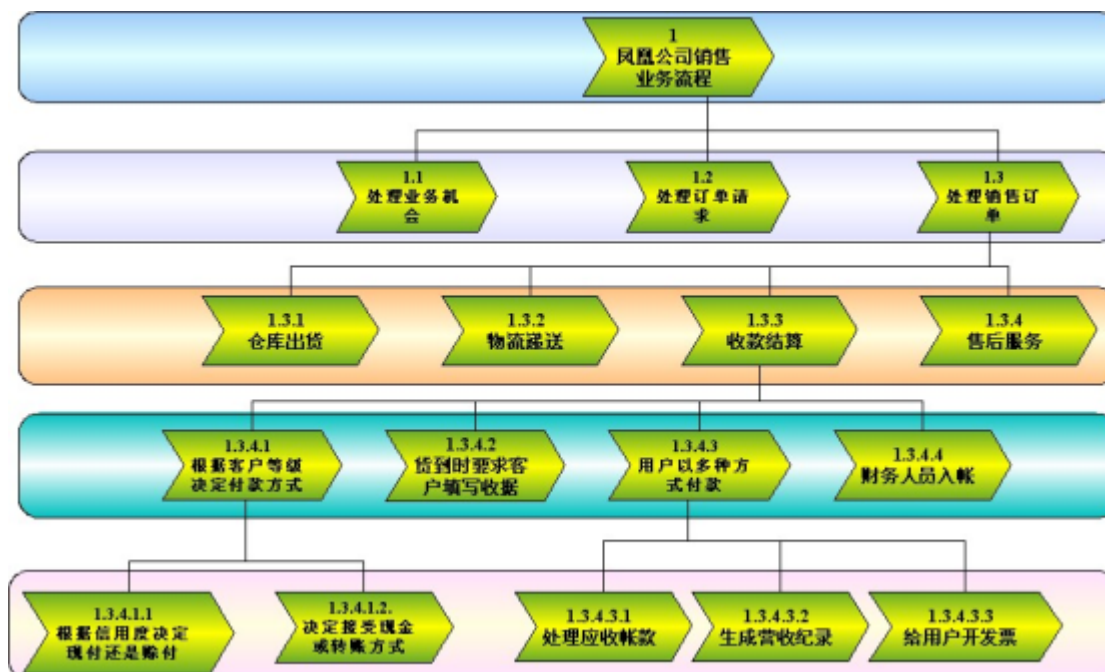 1
凤凰公司销售
业务流程
1.1
处理业务机
会
1.2
处理订单请
求
1.3
处理销售订
单
1.3.1
仓库出货
1.3.2
物流递送
1.3.3
收款结算
1.3.4
售后服务
1.3.4.1
根据客户等级
决定付款方式
1.3.4.2
货到时要求客
户填写收据
1.3.4.3
用户以多种方
式付款
1.3.4.4
财务人员入帐
1.3.4.1.1
根据信用度决定
现付还是赊付
1.3.4.1.2.
决定接受现金
或转账方式
1.3.4.3.1
处理应收帐款
1.3.4.3.2
生成营收纪录
1.3.4.3.3
给用户开发票